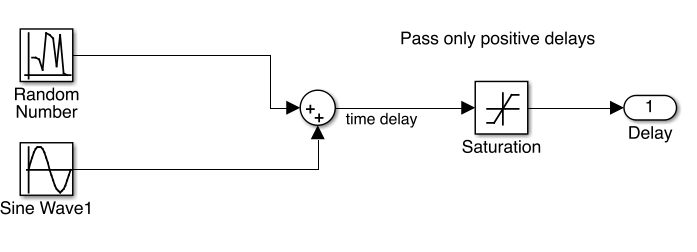 Pass only positive delays
Random
Number
++
time delay
Saturation
1
Delay
Sine Wave1